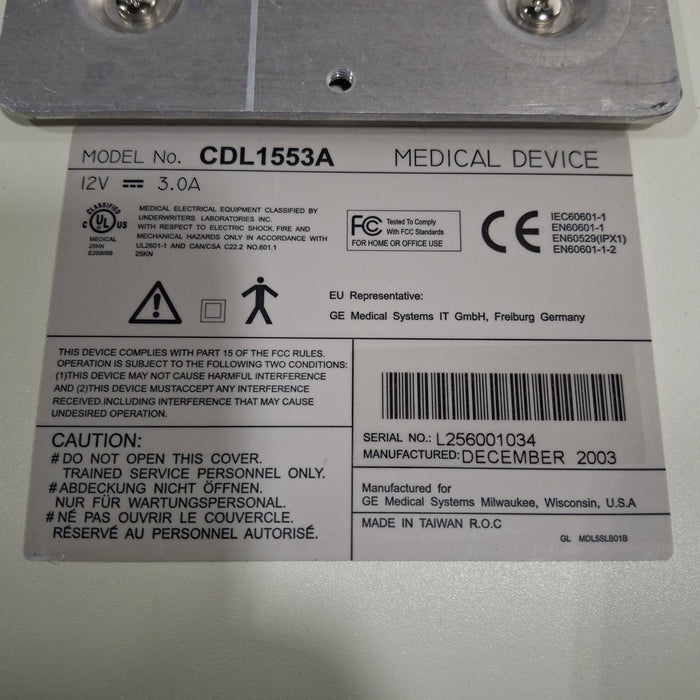 MODEL No. CDL1553A MEDICAL DEVICE
12V ⎓ 3.0A
CLASSIFIED
C UL US
MEDICAL
25KN
E209089
MEDICAL ELECTRICAL EQUIPMENT CLASSIFIED BY
UNDERWRITERS LABORATORIES INC.
WITH RESPECT TO ELECTRIC SHOCK, FIRE AND
MECHANICAL HAZARDS ONLY IN ACCORDANCE WITH
UL2601-1 AND CAN/CSA C22.2 NO.601.1
25KN
FC Tested To Comply
With FCC Standards
FOR HOME OR OFFICE USE
CE
IEC60601-1
EN60601-1
EN60529(IPX1)
EN60601-1-2
EU Representative:
GE Medical Systems IT GmbH, Freiburg Germany
THIS DEVICE COMPLIES WITH PART 15 OF THE FCC RULES.
OPERATION IS SUBJECT TO THE FOLLOWING TWO CONDITIONS:
(1)THIS DEVICE MAY NOT CAUSE HARMFUL INTERFERENCE
AND (2)THIS DEVICE MUSTACCEPT ANY INTERFERENCE
RECEIVED.INCLUDING INTERFERENCE THAT MAY CAUSE
UNDESIRED OPERATION.
CAUTION:
# DO NOT OPEN THIS COVER.
TRAINED SERVICE PERSONNEL ONLY.
# ABDECKUNG NICHT ÖFFNEN.
NUR FÜR WARTUNGSPERSONAL.
# NÉ PAS OUVRIR LE COUVERCLE.
RÉSERVÉ AU PERSONNEL AUTORISÉ.
SERIAL NO.: L256001034
MANUFACTURED: DECEMBER 2003
Manufactured for
GE Medical Systems Milwaukee, Wisconsin, U.S.A
MADE IN TAIWAN R.O.C
GL MDL5SLB01B